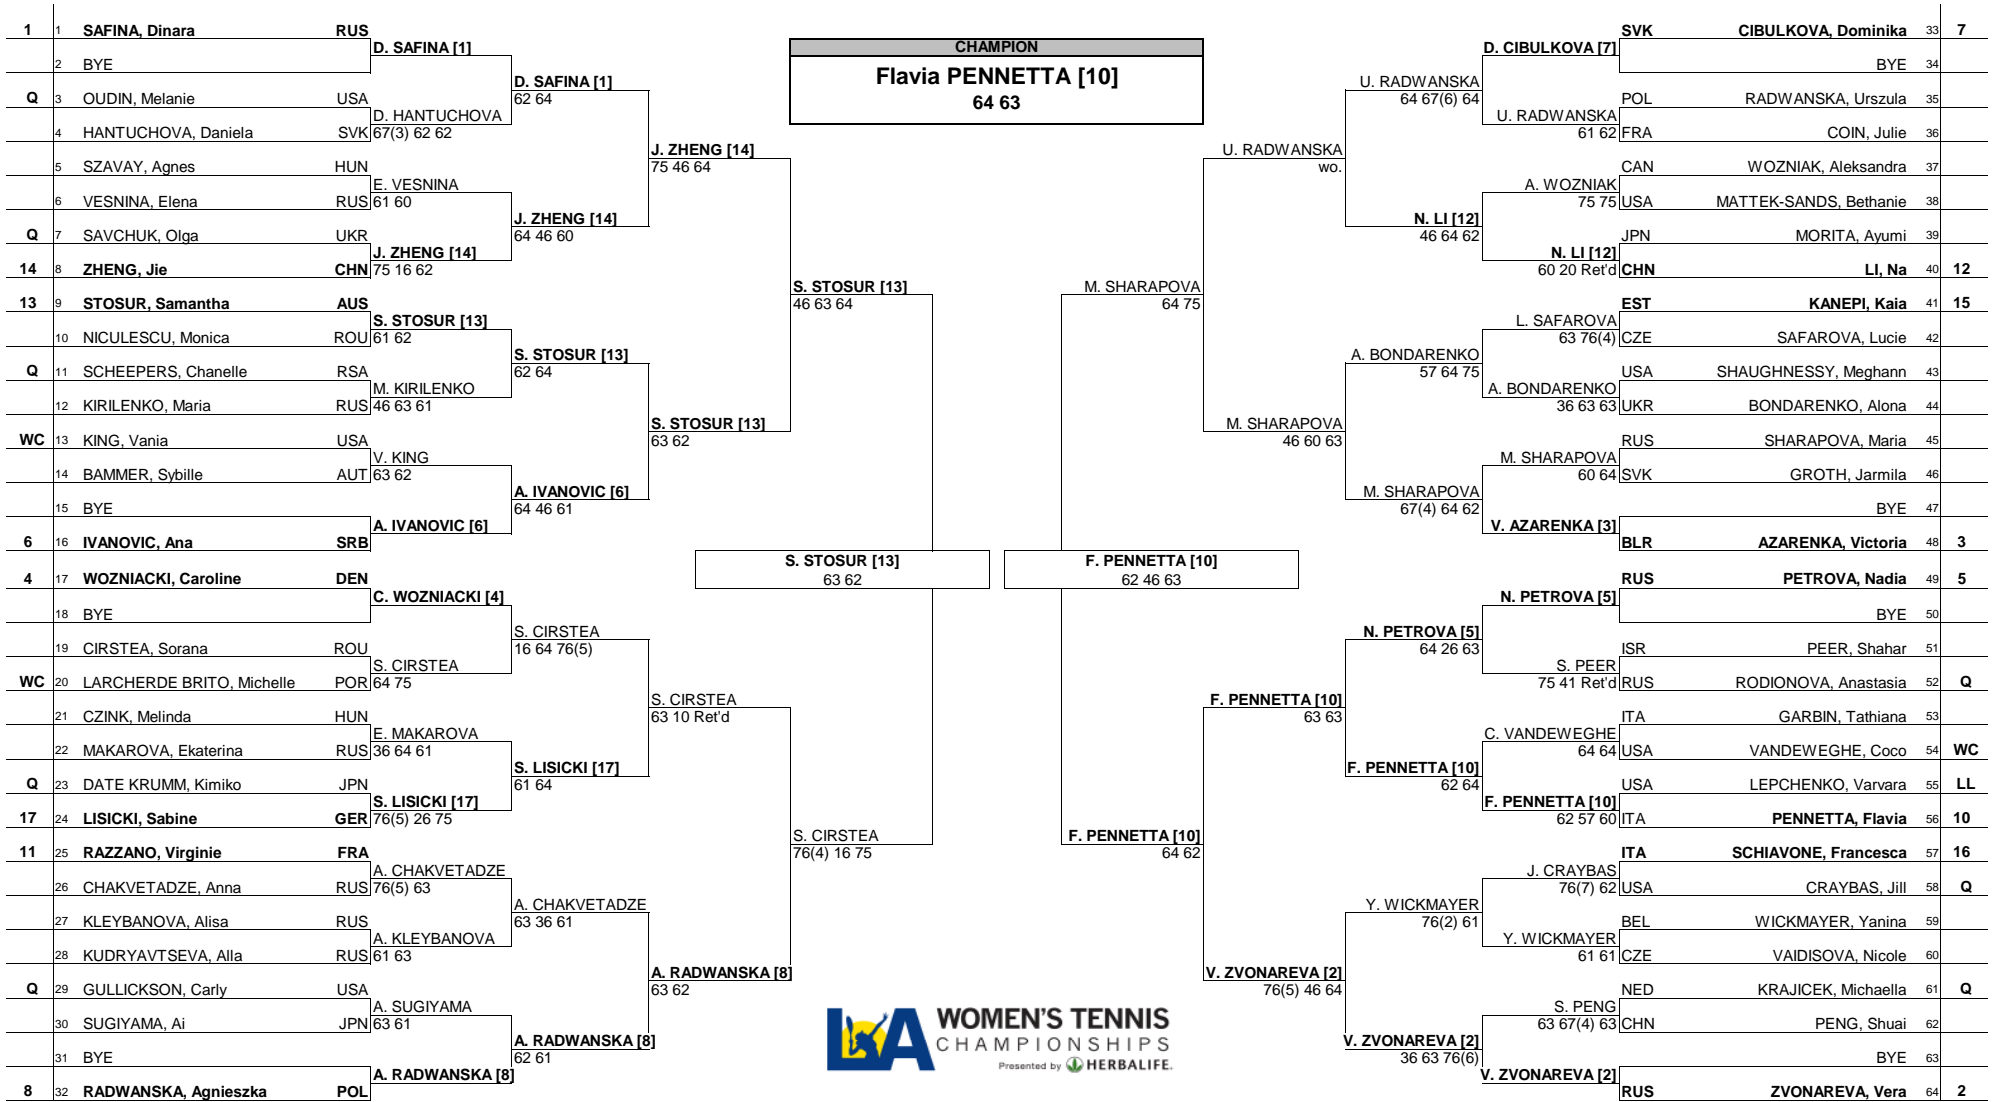 1 1 SAFINA, Dinara RUS
D. SAFINA [1]
2 BYE
D. SAFINA [1]
62 64
Q 3 OUDIN, Melanie USA
D. HANTUCHOVA
4 HANTUCHOVA, Daniela SVK 67(3) 62 62
J. ZHENG [14]
75 46 64
5 SZAVAY, Agnes HUN
E. VESNINA
6 VESNINA, Elena RUS 61 60
J. ZHENG [14]
64 46 60
Q 7 SAVCHUK, Olga UKR
J. ZHENG [14]
14 8 ZHENG, Jie CHN 75 16 62
S. STOSUR [13]
46 63 64
13 9 STOSUR, Samantha AUS
S. STOSUR [13]
10 NICULESCU, Monica ROU 61 62
S. STOSUR [13]
62 64
Q 11 SCHEEPERS, Chanelle RSA
M. KIRILENKO
12 KIRILENKO, Maria RUS 46 63 61
S. STOSUR [13]
63 62
WC 13 KING, Vania USA
V. KING
14 BAMMER, Sybille AUT 63 62
A. IVANOVIC [6]
64 46 61
15 BYE
A. IVANOVIC [6]
6 16 IVANOVIC, Ana SRB
S. STOSUR [13]
63 62
4 17 WOZNIACKI, Caroline DEN
C. WOZNIACKI [4]
18 BYE
S. CIRSTEA
16 64 76(5)
19 CIRSTEA, Sorana ROU
S. CIRSTEA
WC 20 LARCHERDE BRITO, Michelle POR 64 75
S. CIRSTEA
63 10 Ret'd
21 CZINK, Melinda HUN
E. MAKAROVA
22 MAKAROVA, Ekaterina RUS 36 64 61
S. LISICKI [17]
61 64
Q 23 DATE KRUMM, Kimiko JPN
S. LISICKI [17]
17 24 LISICKI, Sabine GER 76(5) 26 75
S. CIRSTEA
76(4) 16 75
11 25 RAZZANO, Virginie FRA
A. CHAKVETADZE
26 CHAKVETADZE, Anna RUS 76(5) 63
A. CHAKVETADZE
63 36 61
27 KLEYBANOVA, Alisa RUS
A. KLEYBANOVA
28 KUDRYAVTSEVA, Alla RUS 61 63
A. RADWANSKA [8]
63 62
Q 29 GULLICKSON, Carly USA
A. SUGIYAMA
30 SUGIYAMA, Ai JPN 63 61
A. RADWANSKA [8]
62 61
31 BYE
A. RADWANSKA [8]
8 32 RADWANSKA, Agnieszka POL
CHAMPION
Flavia PENNETTA [10]
64 63
SVK CIBULKOVA, Dominika 33 7
D. CIBULKOVA [7]
BYE 34
U. RADWANSKA
64 67(6) 64
POL RADWANSKA, Urszula 35
U. RADWANSKA
61 62 FRA COIN, Julie 36
U. RADWANSKA
wo.
CAN WOZNIAK, Aleksandra 37
A. WOZNIAK
75 75 USA MATTEK-SANDS, Bethanie 38
N. LI [12]
46 64 62
JPN MORITA, Ayumi 39
N. LI [12]
60 20 Ret'd CHN LI, Na 40 12
M. SHARAPOVA
64 75
EST KANEPI, Kaia 41 15
L. SAFAROVA
63 76(4) CZE SAFAROVA, Lucie 42
A. BONDARENKO
57 64 75
USA SHAUGHNESSY, Meghann 43
A. BONDARENKO
36 63 63 UKR BONDARENKO, Alona 44
M. SHARAPOVA
46 60 63
RUS SHARAPOVA, Maria 45
M. SHARAPOVA
60 64 SVK GROTH, Jarmila 46
M. SHARAPOVA
67(4) 64 62
BYE 47
V. AZARENKA [3]
BLR AZARENKA, Victoria 48 3
F. PENNETTA [10]
62 46 63
RUS PETROVA, Nadia 49 5
N. PETROVA [5]
BYE 50
N. PETROVA [5]
64 26 63
ISR PEER, Shahar 51
S. PEER
75 41 Ret'd RUS RODIONOVA, Anastasia 52 Q
F. PENNETTA [10]
63 63
ITA GARBIN, Tathiana 53
C. VANDEWEGHE
64 64 USA VANDEWEGHE, Coco 54 WC
F. PENNETTA [10]
62 64
USA LEPCHENKO, Varvara 55 LL
F. PENNETTA [10]
62 57 60 ITA PENNETTA, Flavia 56 10
F. PENNETTA [10]
64 62
ITA SCHIAVONE, Francesca 57 16
J. CRAYBAS
76(7) 62 USA CRAYBAS, Jill 58 Q
Y. WICKMAYER
76(2) 61
BEL WICKMAYER, Yanina 59
Y. WICKMAYER
61 61 CZE VAIDISOVA, Nicole 60
V. ZVONAREVA [2]
76(5) 46 64
NED KRAJICEK, Michaella 61 Q
S. PENG
63 67(4) 63 CHN PENG, Shuai 62
V. ZVONAREVA [2]
36 63 76(6)
BYE 63
V. ZVONAREVA [2]
RUS ZVONAREVA, Vera 64 2
LA WOMEN'S TENNIS
CHAMPIONSHIPS
Presented by HERBALIFE.